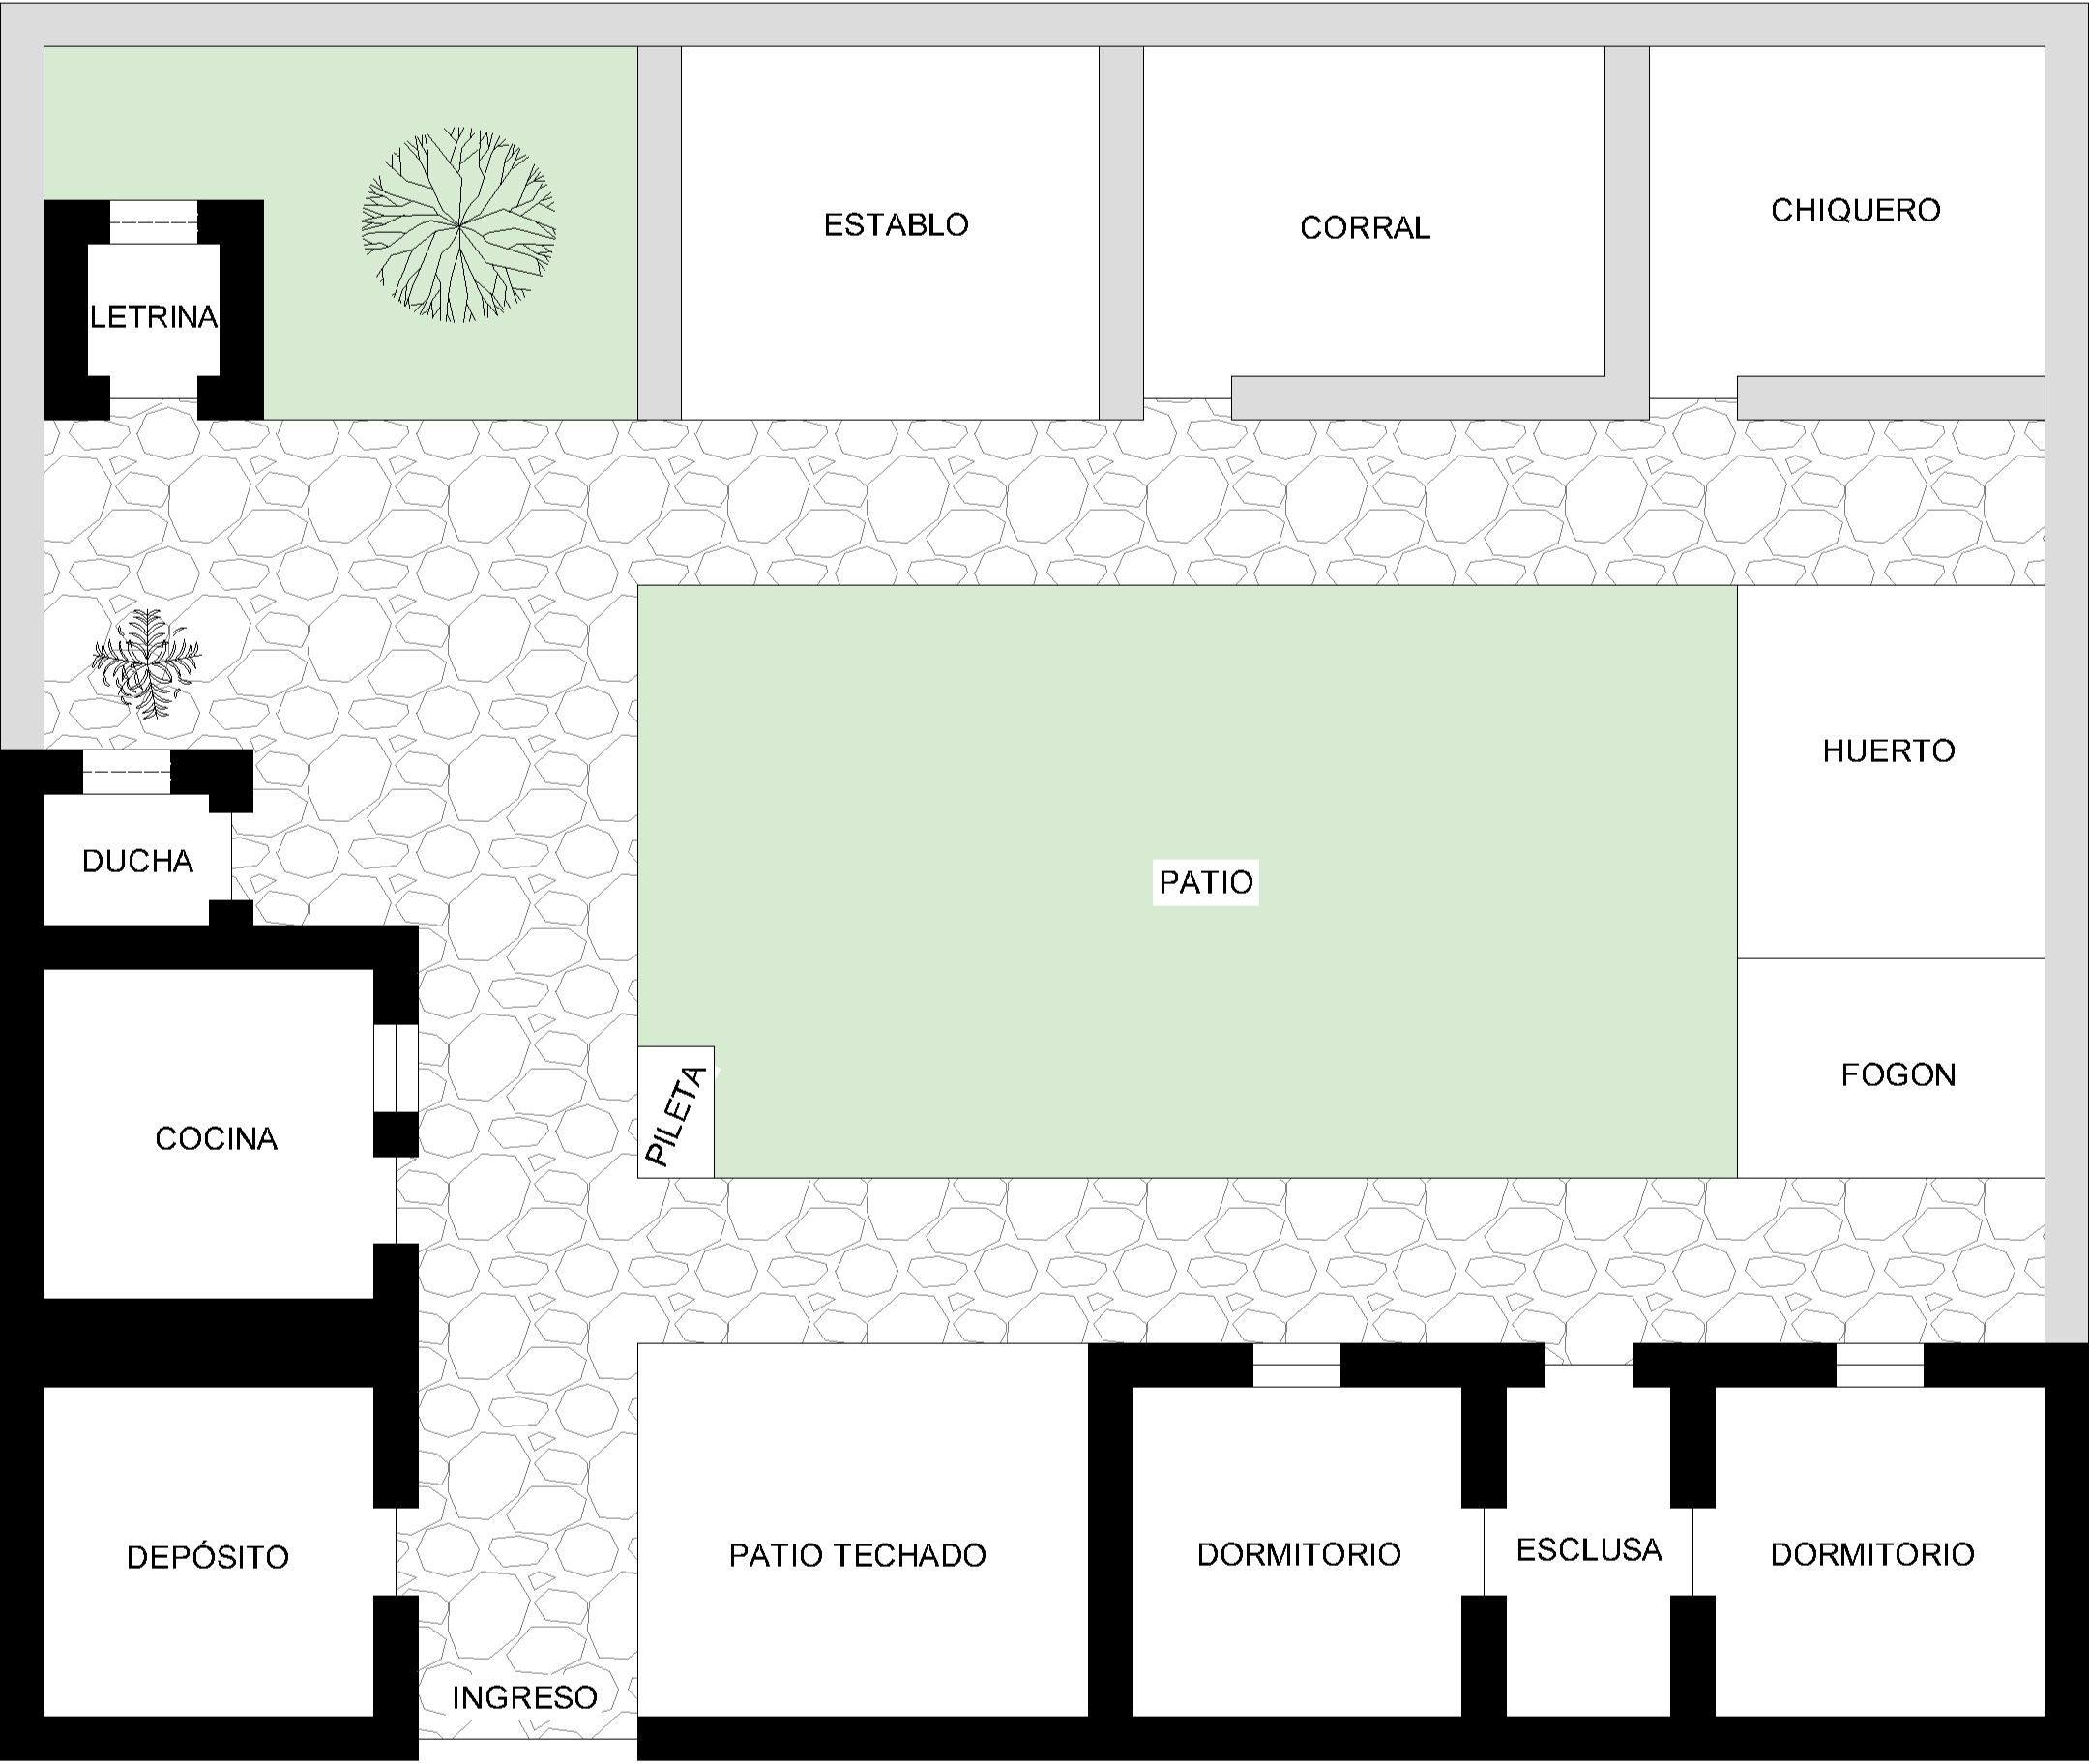 ESTABLO
CORRAL
CHIQUERO
LETRINA
HUERTO
DUCHA
PATIO
FOGON
PILETA
COCINA
DEPÓSITO
PATIO TECHADO
DORMITORIO
ESCLUSA
DORMITORIO
INGRESO